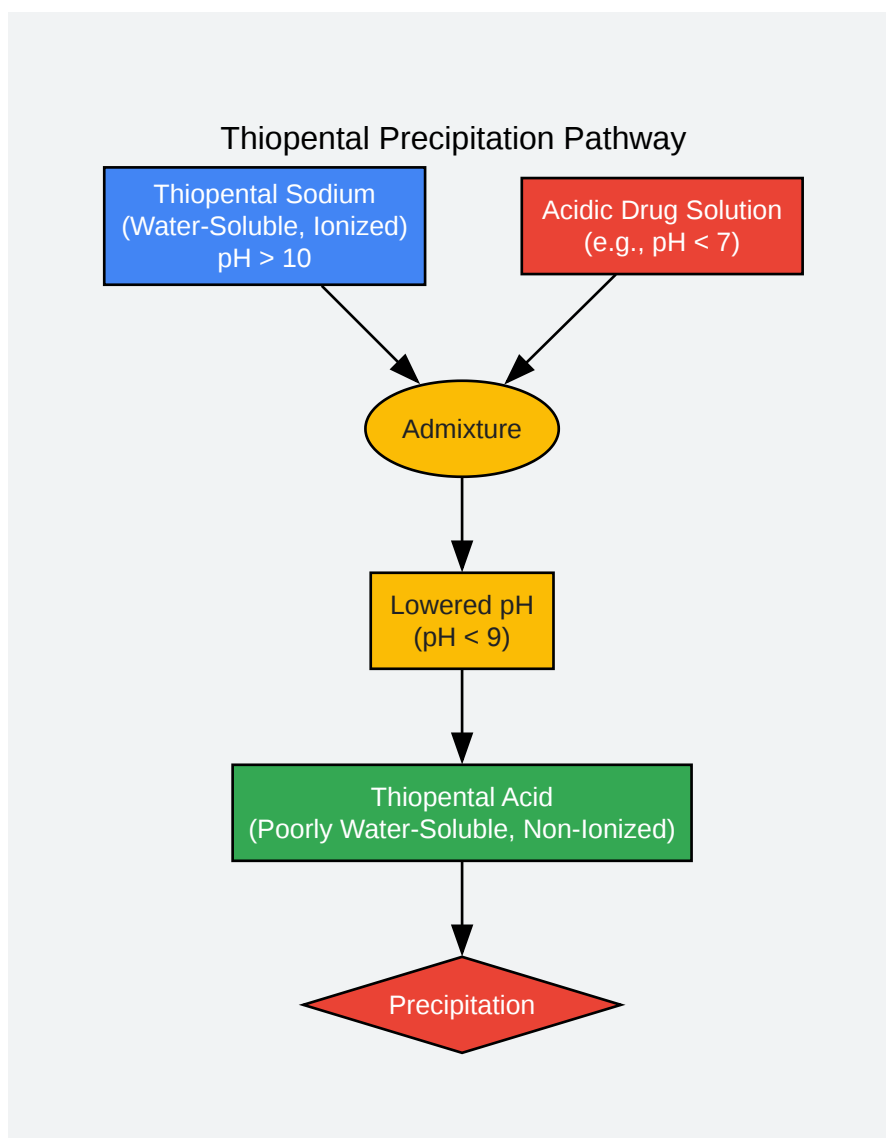 Thiopental Precipitation Pathway
Thiopental Sodium
(Water-Soluble, Ionized)
pH > 10
Acidic Drug Solution
(e.g., pH < 7)
Admixture
Lowered pH
(pH < 9)
Thiopental Acid
(Poorly Water-Soluble, Non-Ionized)
Precipitation